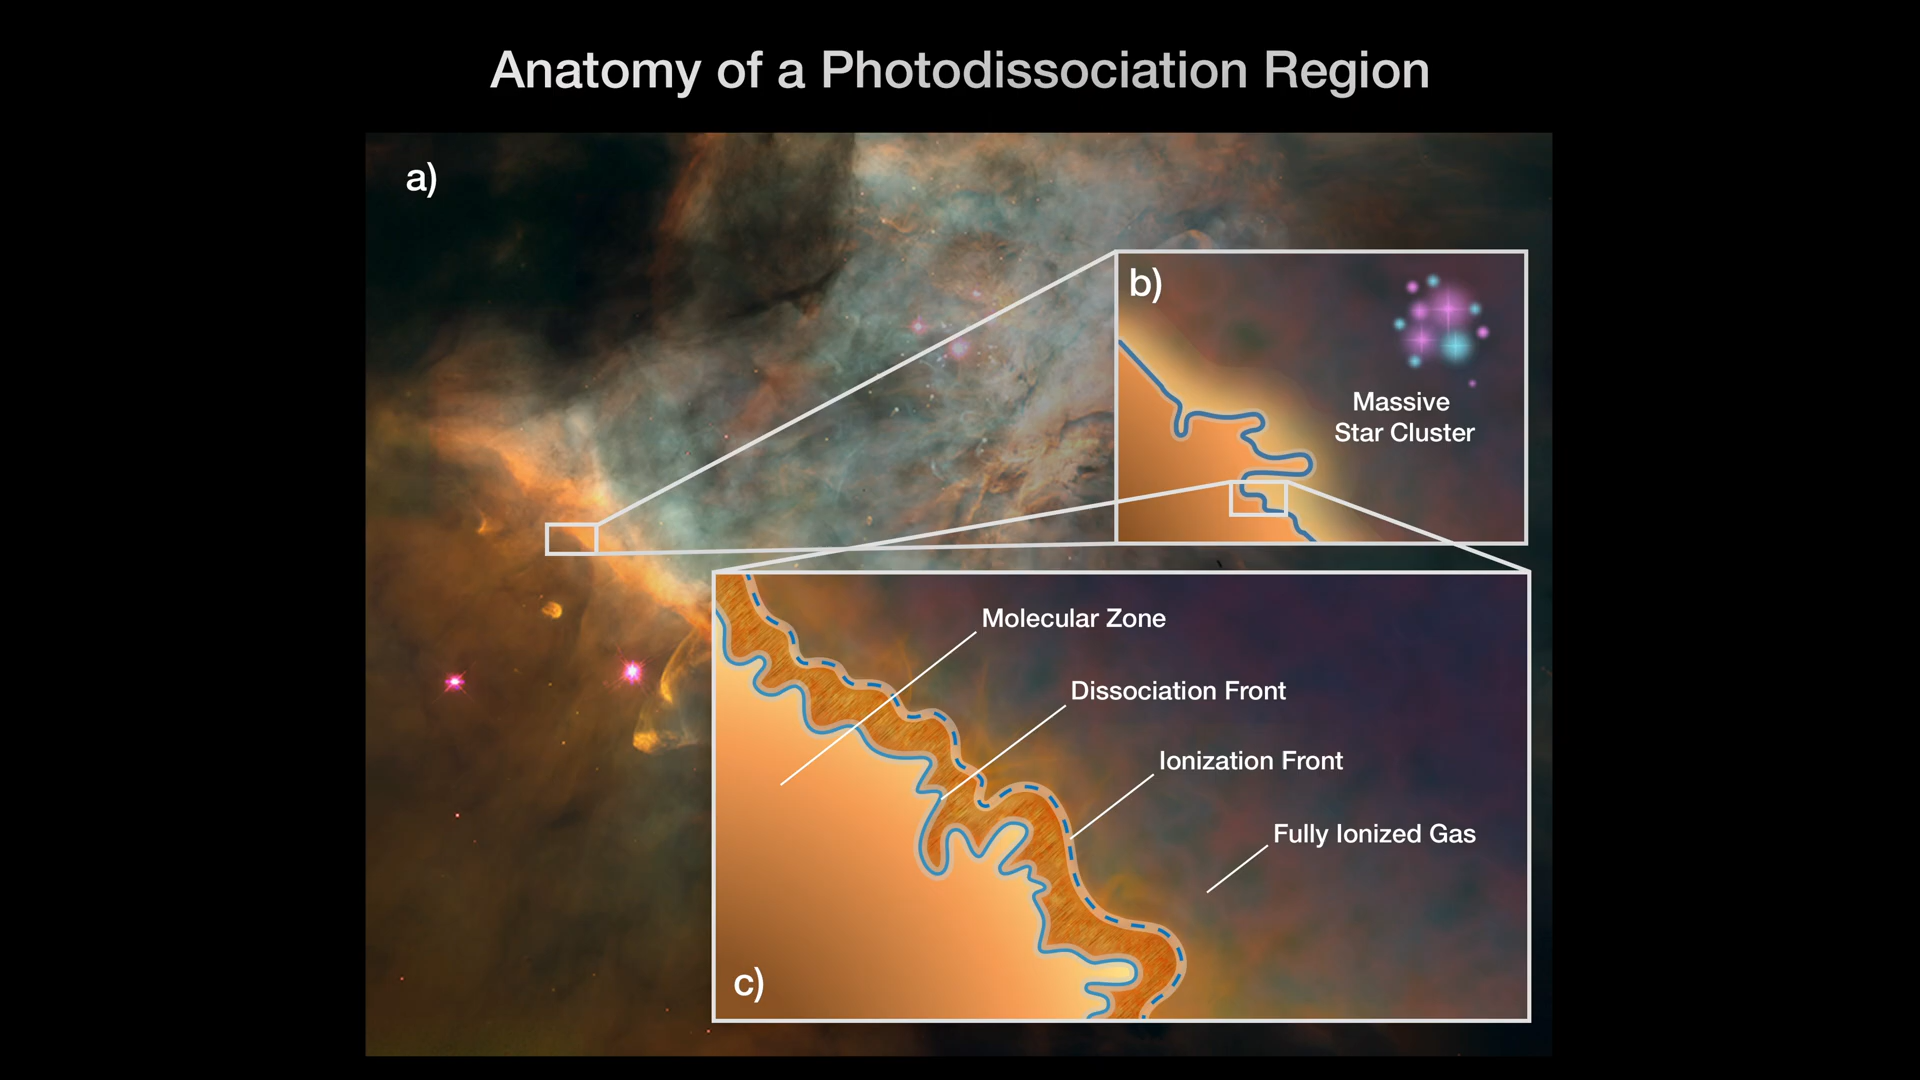 Anatomy of a Photodissociation Region
a)
b)
Massive
Star Cluster
Molecular Zone
Dissociation Front
Ionization Front
Fully Ionized Gas
c)